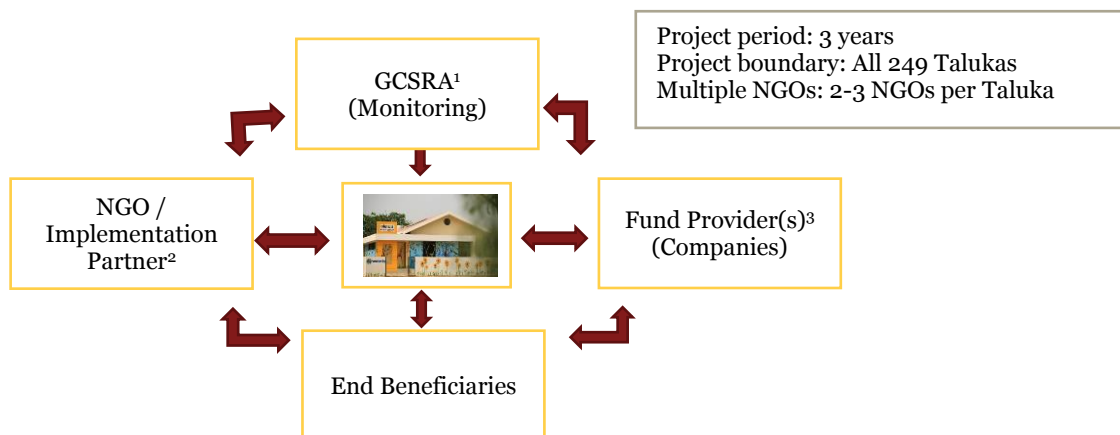 Project period: 3 years
Project boundary: All 249 Talukas
Multiple NGOs: 2-3 NGOs per Taluka
GCSRA¹
(Monitoring)
NGO /
Implementation
Partner²
Fund Provider(s)³
(Companies)
End Beneficiaries